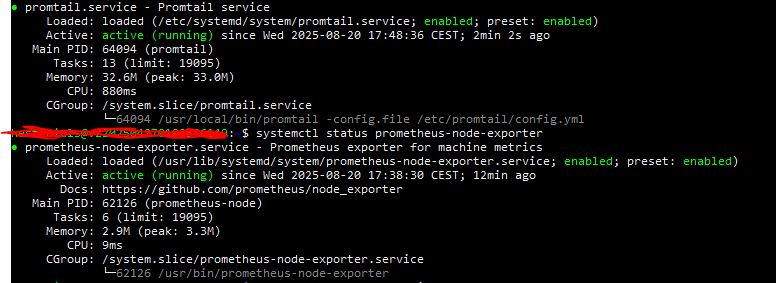 ● promtail.service - Promtail service
Loaded: loaded (/etc/systemd/system/promtail.service; enabled; preset: enabled)
Active: active (running) since Wed 2025-08-20 17:48:36 CEST; 2min 2s ago
Main PID: 64094 (promtail)
Tasks: 13 (limit: 19095)
Memory: 32.6M (peak: 33.0M)
CPU: 880ms
CGroup: /system.slice/promtail.service
└─64094 /usr/local/bin/promtail -config.file /etc/promtail/config.yml
: $ systemctl status prometheus-node-exporter
● prometheus-node-exporter.service - Prometheus exporter for machine metrics
Loaded: loaded (/usr/lib/systemd/system/prometheus-node-exporter.service; enabled; preset: enabled)
Active: active (running) since Wed 2025-08-20 17:38:30 CEST; 12min ago
Docs: https://github.com/prometheus/node_exporter
Main PID: 62126 (prometheus-node)
Tasks: 6 (limit: 19095)
Memory: 2.9M (peak: 3.3M)
CPU: 9ms
CGroup: /system.slice/prometheus-node-exporter.service
└─62126 /usr/bin/prometheus-node-exporter